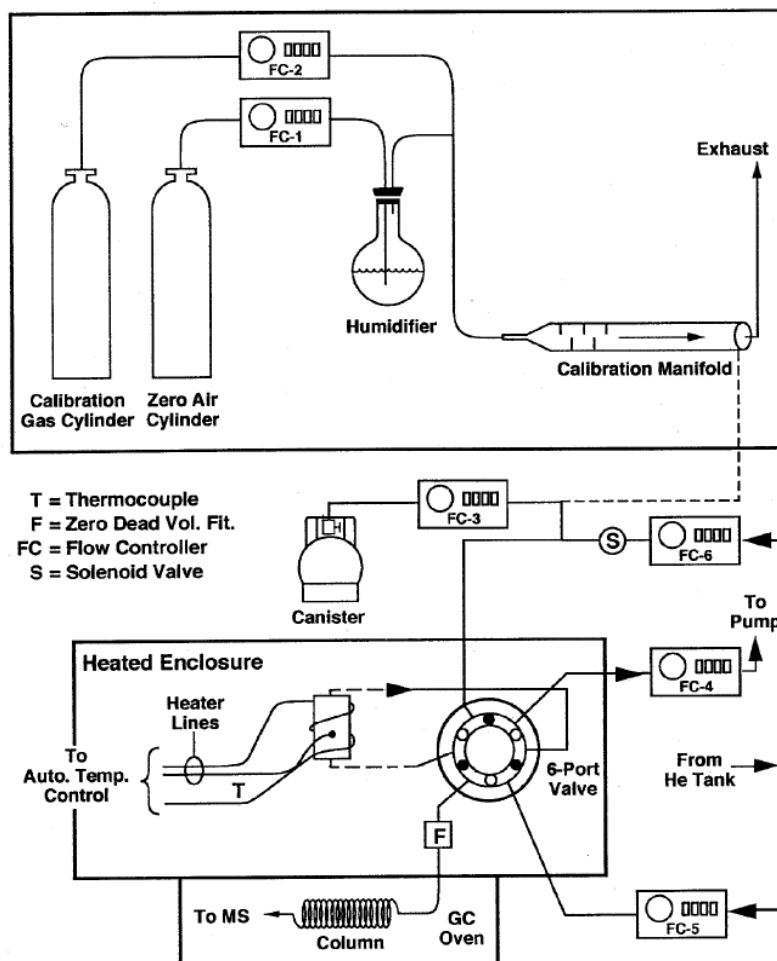 FC-2
FC-1
Exhaust
Humidifier
Calibration Manifold
Calibration
Gas Cylinder
Zero Air
Cylinder
T = Thermocouple
F = Zero Dead Vol. Fit.
FC = Flow Controller
S = Solenoid Valve
FC-3
S
FC-6
Canister
To
Pump
Heated Enclosure
FC-4
Heater
Lines
To
Auto. Temp.
Control
T
6-Port
Valve
From
He Tank
F
To MS
Column
GC
Oven
FC-5